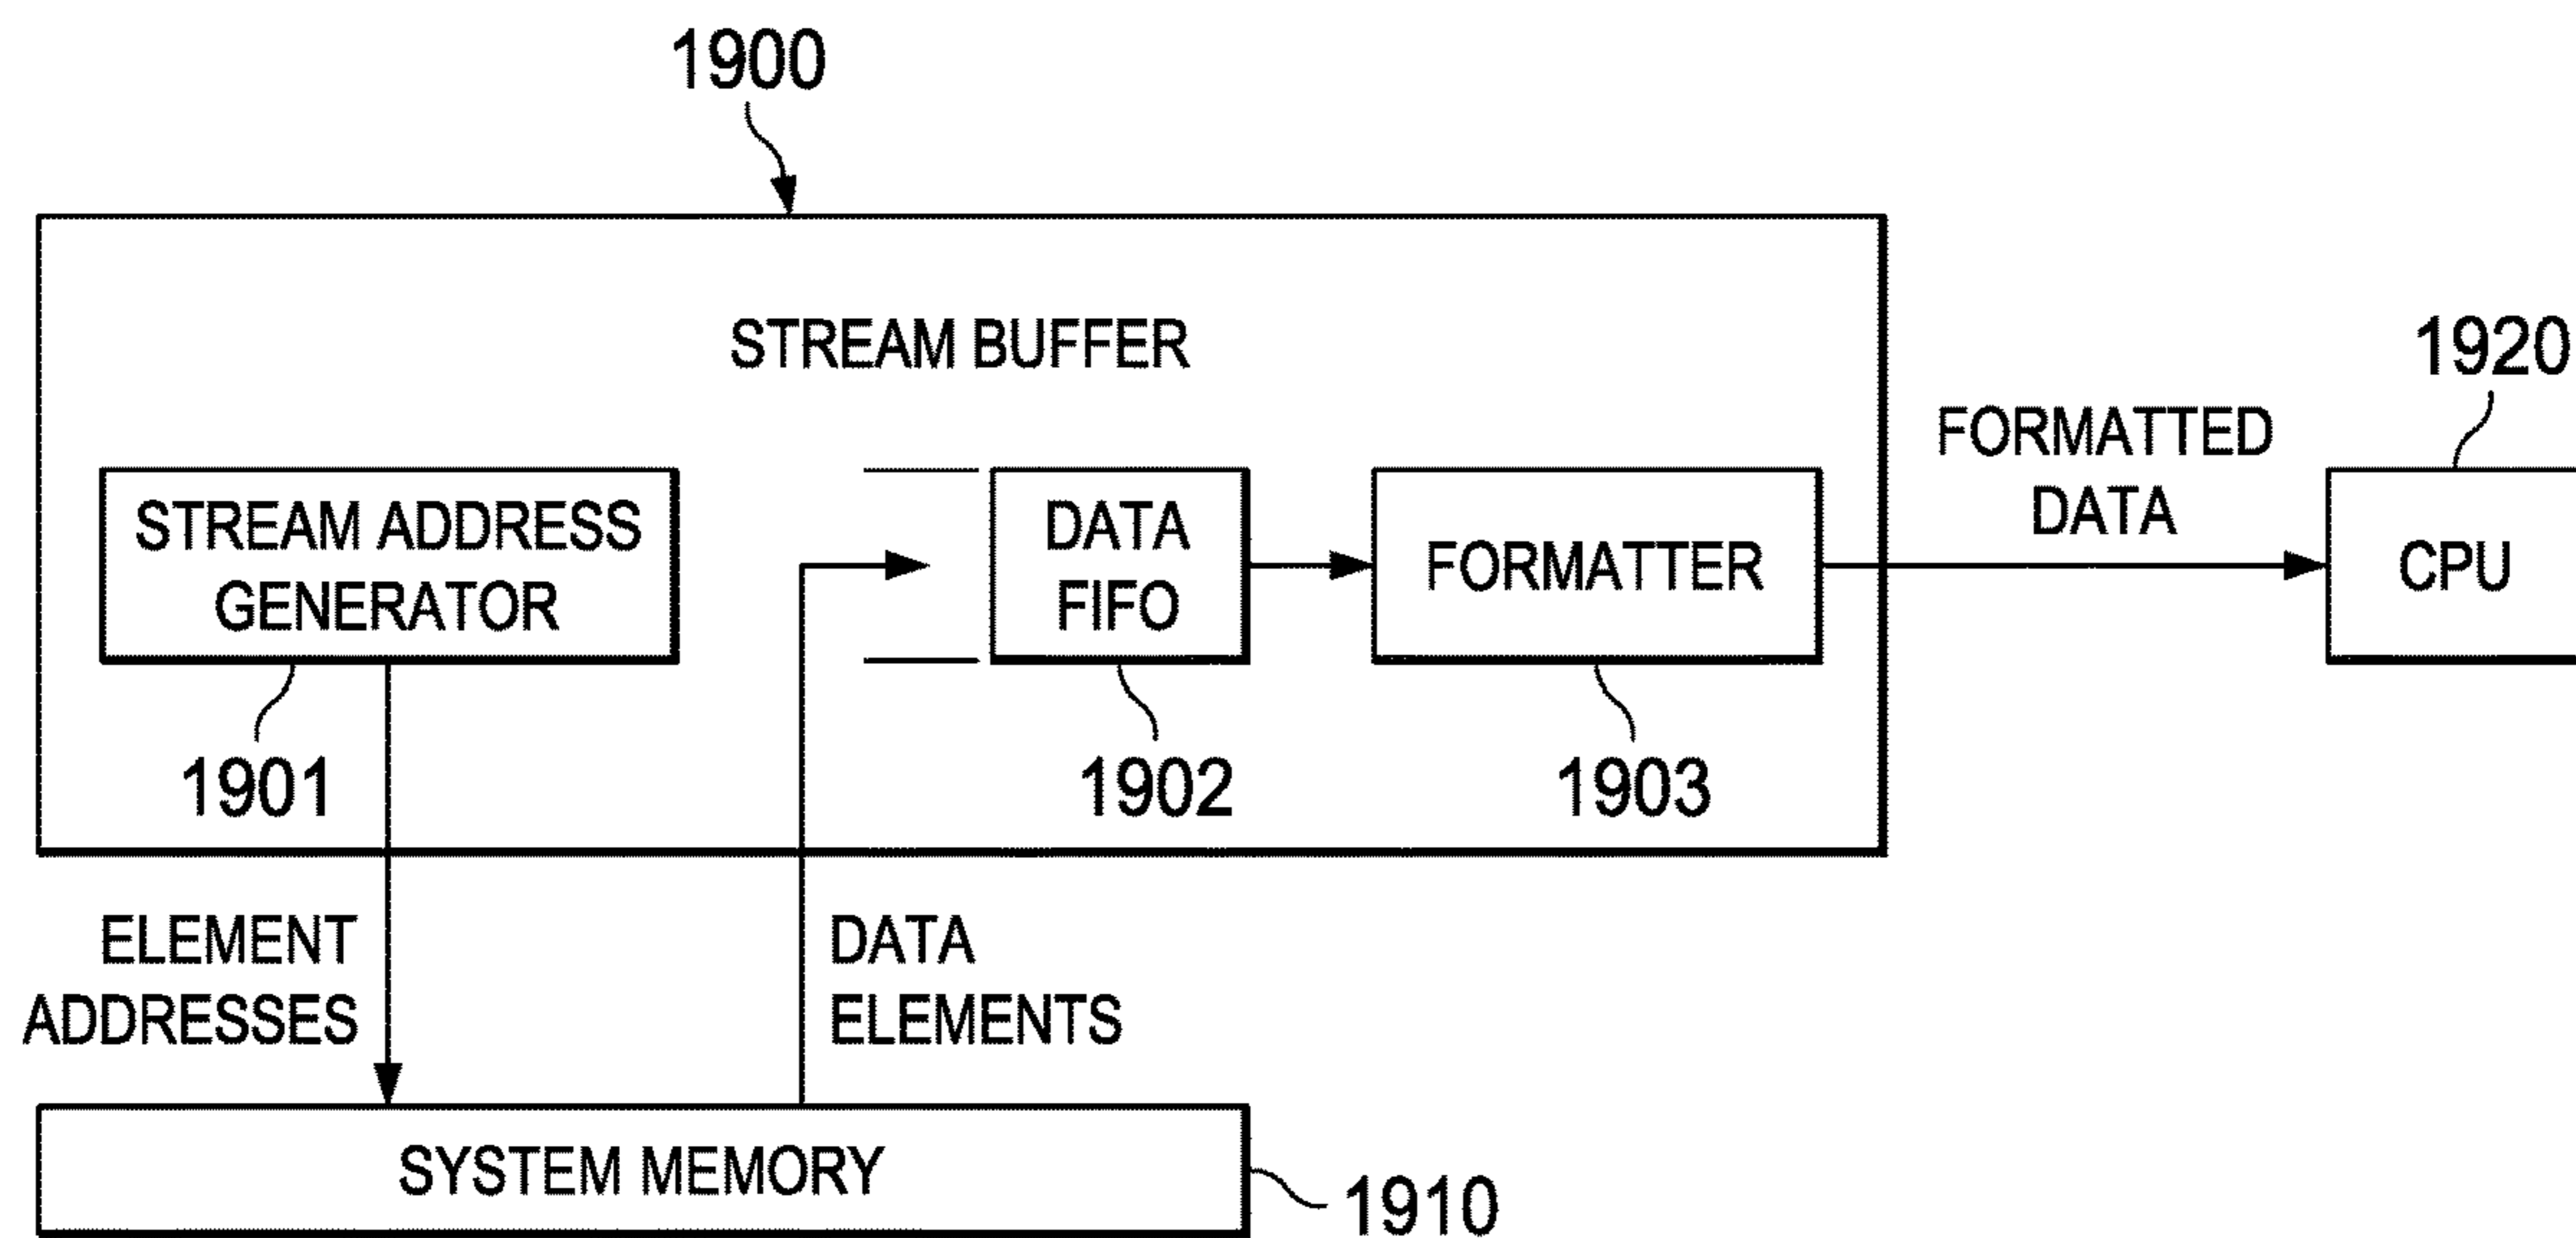 1900
STREAM BUFFER
1920
FORMATTED
DATA
STREAM ADDRESS
GENERATOR
DATA
FIFO
FORMATTER
CPU
1901
1902
1903
ELEMENT
ADDRESSES
DATA
ELEMENTS
SYSTEM MEMORY
1910